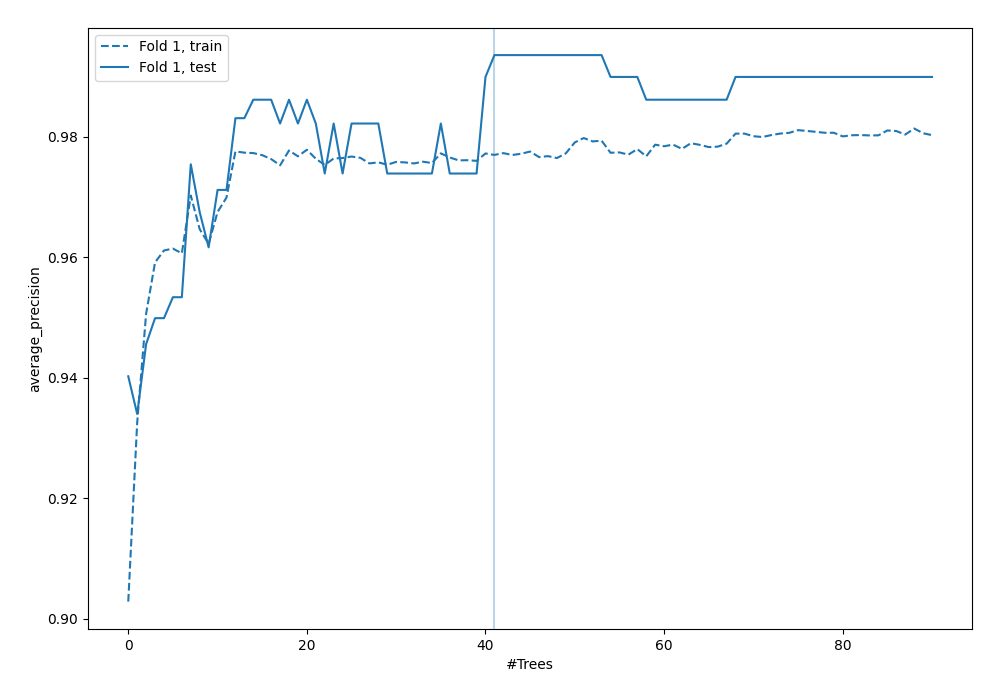 Fold 1, train
Fold 1, test
average_precision
0.98
0.96
0.94
0.92
0.90
0 20 40 60 80
#Trees